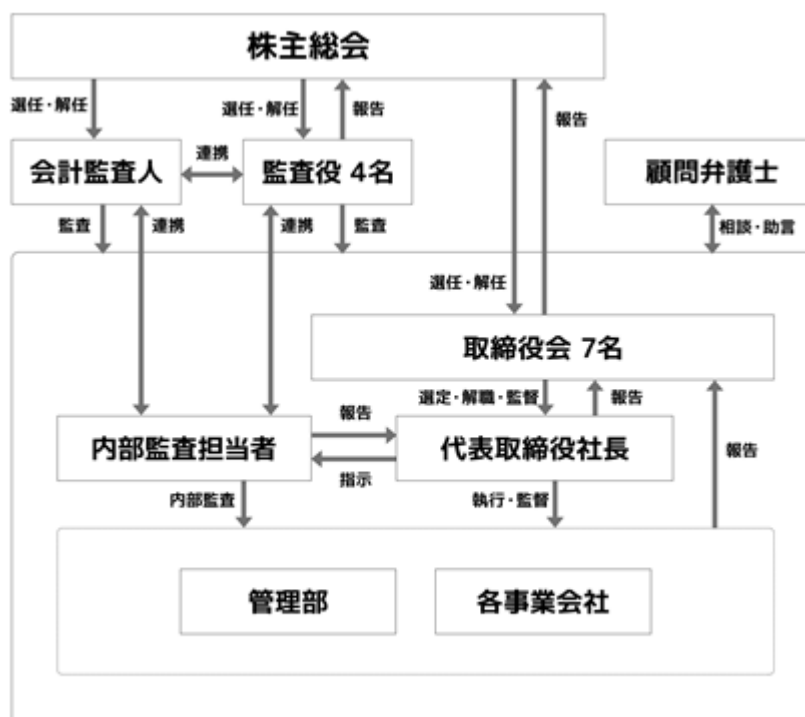 株主総会
選任・解任
選任・解任
報告
報告
会計監査人
連携
監査役 4名
顧問弁護士
監査
連携
連携
監査
相談・助言
選任・解任
取締役会 7名
選定・解職・監督
報告
内部監査担当者
報告
指示
代表取締役社長
報告
内部監査
執行・監督
管理部
各事業会社